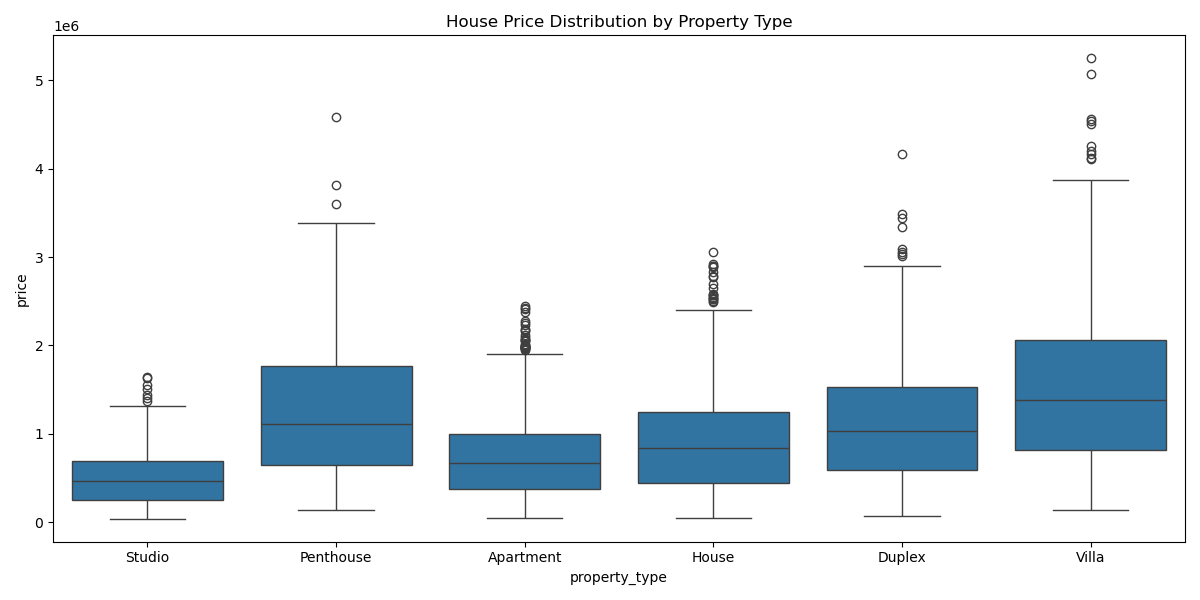 House Price Distribution by Property Type
1e6
5
4
3
2
1
0
price
Studio Penthouse Apartment House Duplex Villa
property_type